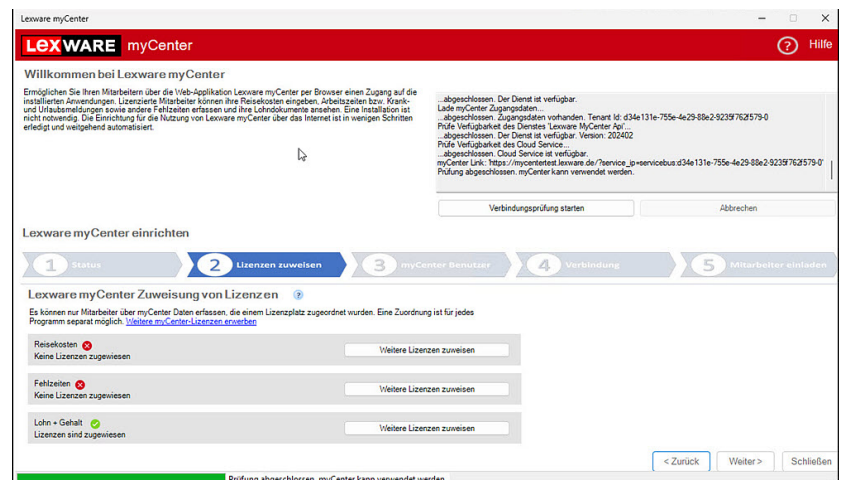 Lexware myCenter
LEXWARE myCenter
Hilfe
Willkommen bei Lexware myCenter
Ermöglichen Sie Ihren Mitarbeitern über die Web-Applikation Lexware myCenter per Browser einen Zugang auf die
installierten Anwendungen. Lizenzierte Mitarbeiter können ihre Reisekosten eingeben, Arbeitszeiten bzw. Krank-
und Urlaubsmeldungen sowie andere Fehlzeiten erfassen und ihre Lohndokumente ansehen. Eine Installation ist
nicht notwendig. Die Einrichtung für die Nutzung von Lexware myCenter über das Internet ist in wenigen Schritten
erledigt und weitgehend automatisiert.
...abgeschlossen. Der Dienst ist verfügbar.
Lade myCenter Zugangsdaten...
...abgeschlossen. Zugangsdaten vorhanden. Tenant Id: d34e131e-755e-4e29-88e2-9235f762f579-0
Prüfe Verfügbarkeit des Dienstes 'Lexware MyCenter Api'...
...abgeschlossen. Der Dienst ist verfügbar. Version: 202402
Prüfe Verfügbarkeit des Cloud Service...
...abgeschlossen. Cloud Service ist verfügbar.
myCenter Link: 'https://mycentertest.lexware.de/?service_ip=servicebus:d34e131e-755e-4e29-88e2-9235f762f579-0'
Prüfung abgeschlossen. myCenter kann verwendet werden.
Verbindungsprüfung starten
Abbrechen
Lexware myCenter einrichten
1 Status
2 Lizenzen zuweisen
3 myCenter Benutzer
4 Verbindung
5 Mitarbeiter einladen
Lexware myCenter Zuweisung von Lizenzen ?
Es können nur Mitarbeiter über myCenter Daten erfassen, die einem Lizenzplatz zugeordnet wurden. Eine Zuordnung ist für jedes
Programm separat möglich. Weitere myCenter-Lizenzen erwerben
Reisekosten
Keine Lizenzen zugewiesen
Weitere Lizenzen zuweisen
Fehlzeiten
Keine Lizenzen zugewiesen
Weitere Lizenzen zuweisen
Lohn + Gehalt
Lizenzen sind zugewiesen
Weitere Lizenzen zuweisen
< Zurück
Weiter >
Schließen
Prüfung abgeschlossen. myCenter kann verwendet werden.